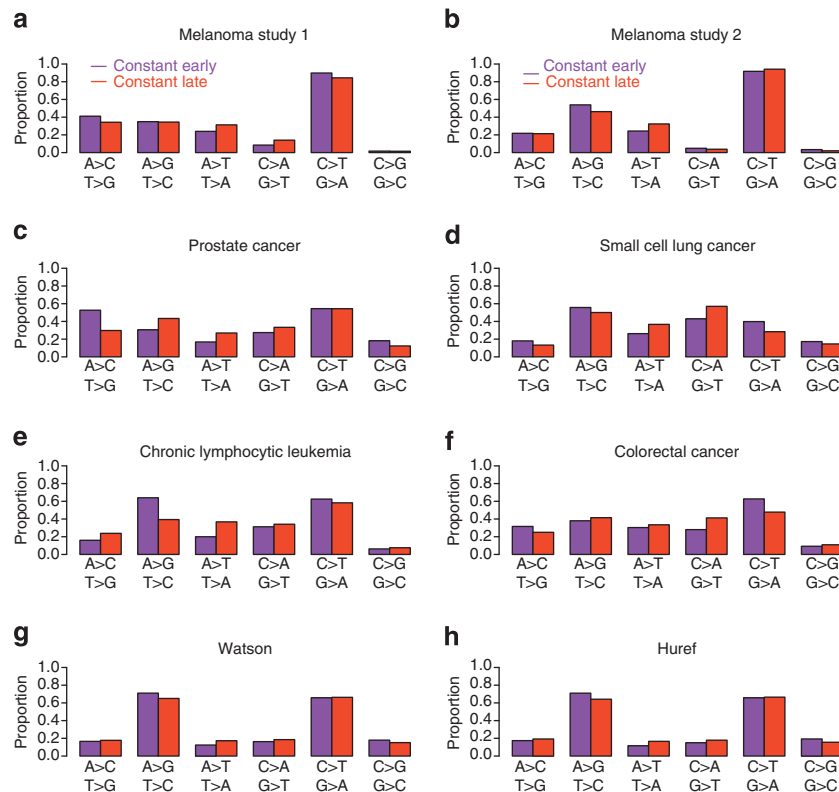 a
Melanoma study 1
Proportion
1.0
0.8
0.6
0.4
0.2
0.0
Constant early
Constant late
A>C A>G A>T C>A C>T C>G
T>G T>C T>A G>T G>A G>C
b
Melanoma study 2
Proportion
1.0
0.8
0.6
0.4
0.2
0.0
Constant early
Constant late
A>C A>G A>T C>A C>T C>G
T>G T>C T>A G>T G>A G>C
c
Prostate cancer
Proportion
1.0
0.8
0.6
0.4
0.2
0.0
A>C A>G A>T C>A C>T C>G
T>G T>C T>A G>T G>A G>C
d
Small cell lung cancer
Proportion
1.0
0.8
0.6
0.4
0.2
0.0
A>C A>G A>T C>A C>T C>G
T>G T>C T>A G>T G>A G>C
e
Chronic lymphocytic leukemia
Proportion
1.0
0.8
0.6
0.4
0.2
0.0
A>C A>G A>T C>A C>T C>G
T>G T>C T>A G>T G>A G>C
f
Colorectal cancer
Proportion
1.0
0.8
0.6
0.4
0.2
0.0
A>C A>G A>T C>A C>T C>G
T>G T>C T>A G>T G>A G>C
g
Watson
Proportion
1.0
0.8
0.6
0.4
0.2
0.0
A>C A>G A>T C>A C>T C>G
T>G T>C T>A G>T G>A G>C
h
Huref
Proportion
1.0
0.8
0.6
0.4
0.2
0.0
A>C A>G A>T C>A C>T C>G
T>G T>C T>A G>T G>A G>C